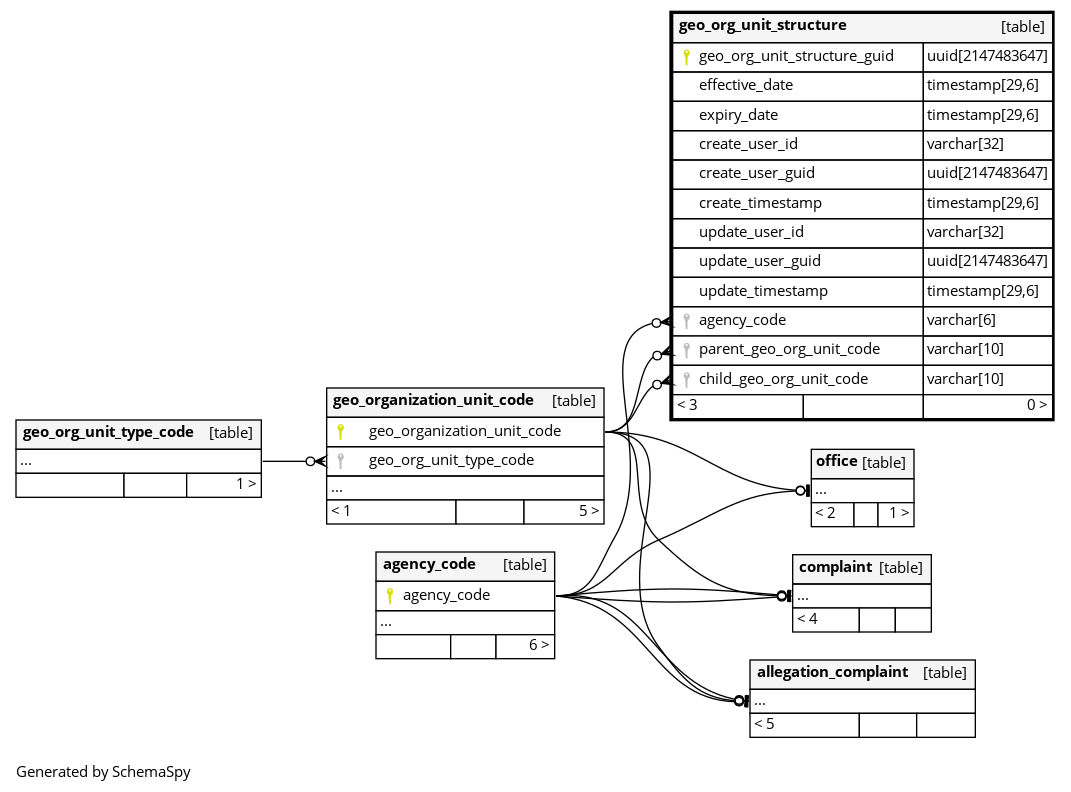 geo_org_unit_structure [table]
geo_org_unit_structure_guid uuid[2147483647]
effective_date timestamp[29,6]
expiry_date timestamp[29,6]
create_user_id varchar[32]
create_user_guid uuid[2147483647]
create_timestamp timestamp[29,6]
update_user_id varchar[32]
update_user_guid uuid[2147483647]
update_timestamp timestamp[29,6]
agency_code varchar[6]
parent_geo_org_unit_code varchar[10]
child_geo_org_unit_code varchar[10]
< 3 0 >
geo_organization_unit_code [table]
geo_organization_unit_code
geo_org_unit_type_code
...
< 1 5 >
geo_org_unit_type_code [table]
...
1 >
office [table]
...
< 2 1 >
agency_code [table]
agency_code
...
6 >
complaint [table]
...
< 4
allegation_complaint [table]
...
< 5
Generated by SchemaSpy